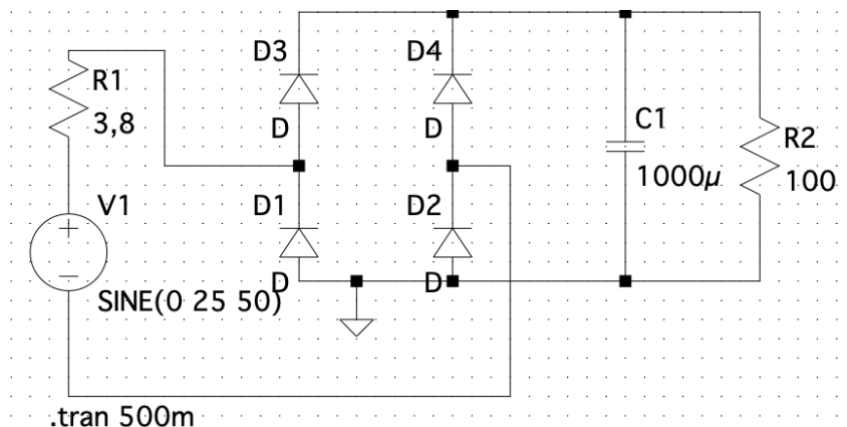 D3
D4
R1
3,8
D
D
C1
1000µ
R2
100
V1
D1
D2
D
D
SINE(0 25 50)
.tran 500m